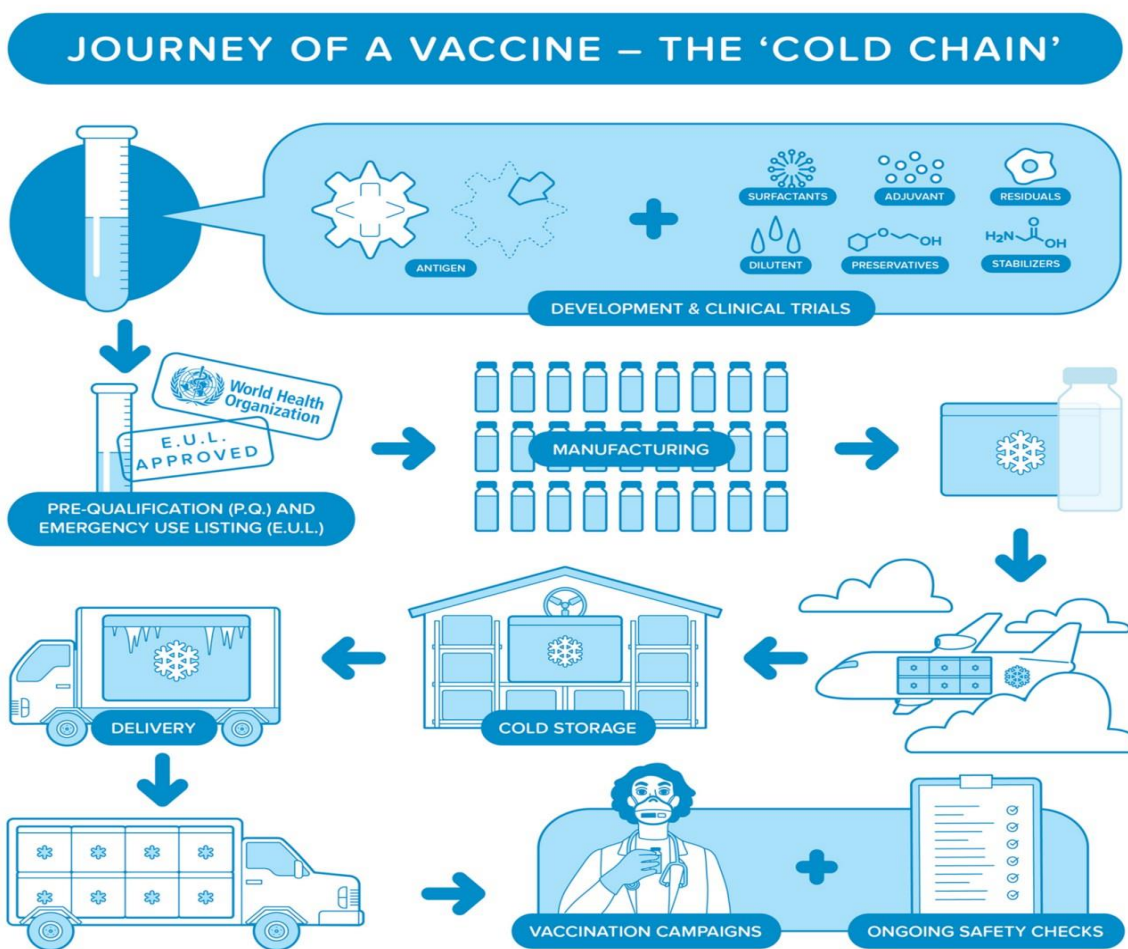 JOURNEY OF A VACCINE – THE ‘COLD CHAIN’
SURFACTANTS
ADJUVANT
RESIDUALS
ANTIGEN
OH
H₂N
O
OH
O
DILUTENT
PRESERVATIVES
STABILIZERS
DEVELOPMENT & CLINICAL TRIALS
World Health
Organization
E.U.L.
APPROVED
PRE-QUALIFICATION (P.Q.) AND
EMERGENCY USE LISTING (E.U.L.)
MANUFACTURING
DELIVERY
COLD STORAGE
VACCINATION CAMPAIGNS
ONGOING SAFETY CHECKS